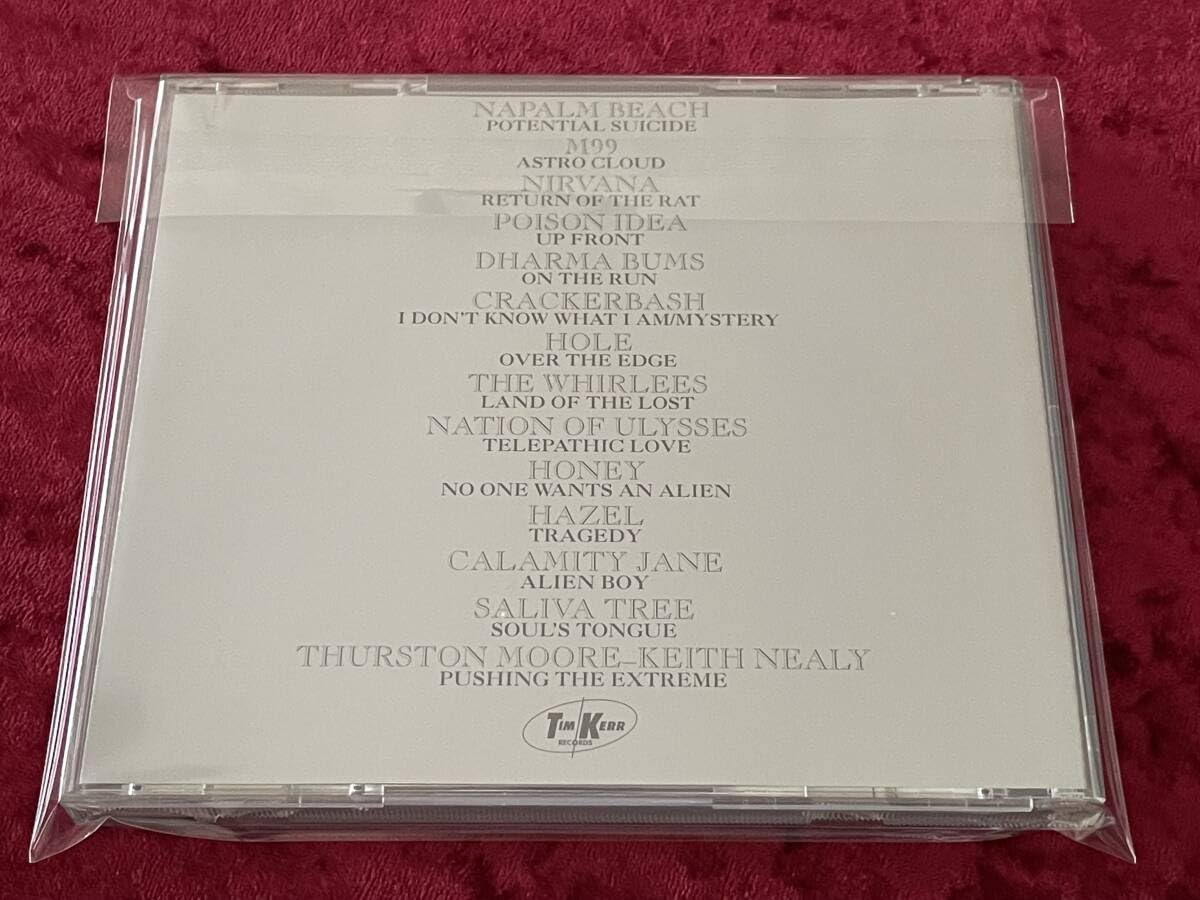 NAPALM BEACH
POTENTIAL SUICIDE
M99
ASTRO CLOUD
NIRVANA
RETURN OF THE RAT
POISON IDEA
UP FRONT
DHARMA BUMS
ON THE RUN
CRACKERBASH
I DON'T KNOW WHAT I AM/MYSTERY
HOLE
OVER THE EDGE
THE WHIRLEES
LAND OF THE LOST
NATION OF ULYSSES
TELEPATHIC LOVE
HONEY
NO ONE WANTS AN ALIEN
HAZEL
TRAGEDY
CALAMITY JANE
ALIEN BOY
SALIVA TREE
SOUL'S TONGUE
THURSTON MOORE–KEITH NEALY
PUSHING THE EXTREME
TIM/KERR
RECORDS